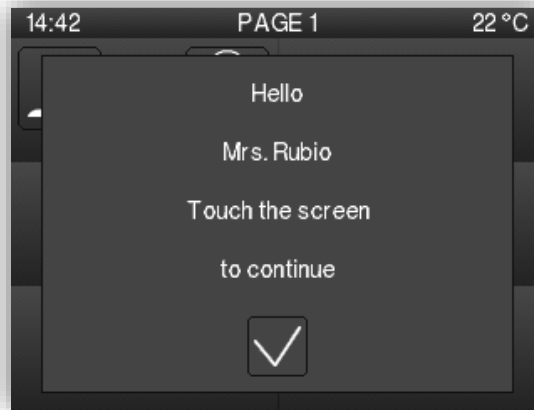 14:42 PAGE 1 22 °C
Hello
Mrs. Rubio
Touch the screen
to continue